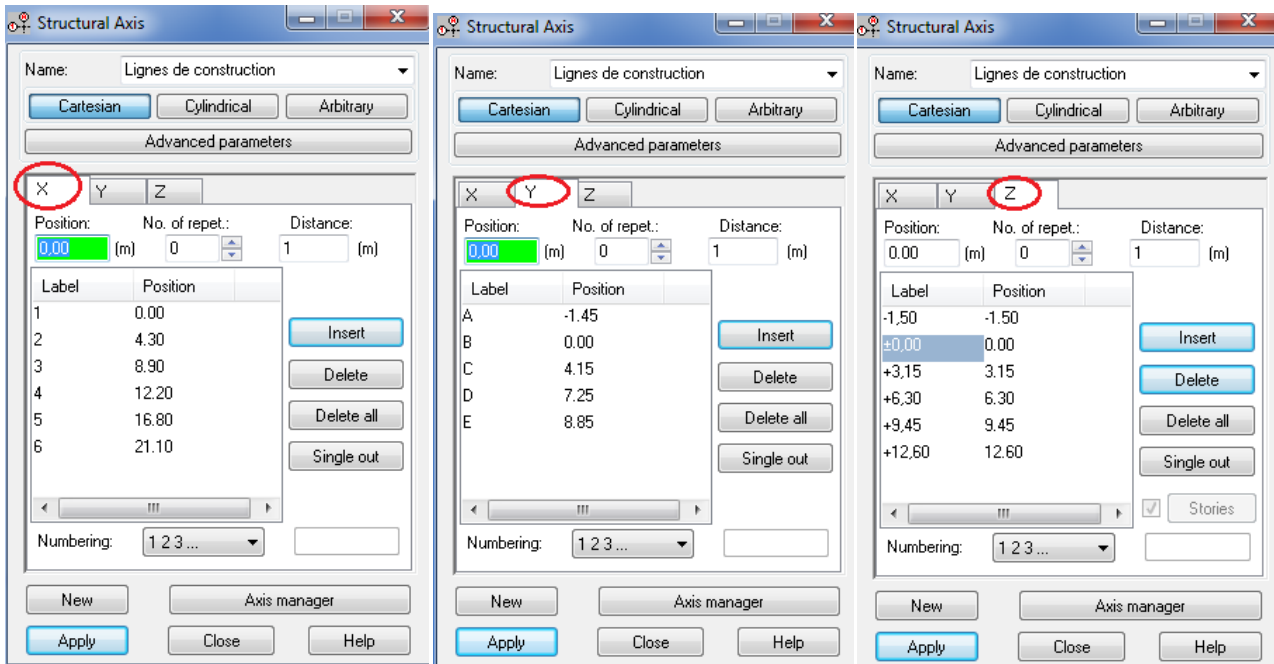 Structural Axis
Name: Lignes de construction
Cartesian Cylindrical Arbitrary
Advanced parameters
X Y Z
Position: No. of repet.: Distance:
0,00 (m) 0 1 (m)
Label Position
1 0.00
2 4.30
3 8.90
4 12.20
5 16.80
6 21.10
Insert
Delete
Delete all
Single out
Numbering: 1 2 3 ...
New Axis manager
Apply Close Help
Structural Axis
Name: Lignes de construction
Cartesian Cylindrical Arbitrary
Advanced parameters
X Y Z
Position: No. of repet.: Distance:
0,00 (m) 0 1 (m)
Label Position
A -1.45
B 0.00
C 4.15
D 7.25
E 8.85
Insert
Delete
Delete all
Single out
Numbering: 1 2 3 ...
New Axis manager
Apply Close Help
Structural Axis
Name: Lignes de construction
Cartesian Cylindrical Arbitrary
Advanced parameters
X Y Z
Position: No. of repet.: Distance:
0.00 (m) 0 1 (m)
Label Position
-1,50 -1.50
±0,00 0.00
+3,15 3.15
+6,30 6.30
+9,45 9.45
+12,60 12.60
Insert
Delete
Delete all
Single out
Stories
Numbering: 1 2 3 ...
New Axis manager
Apply Close Help